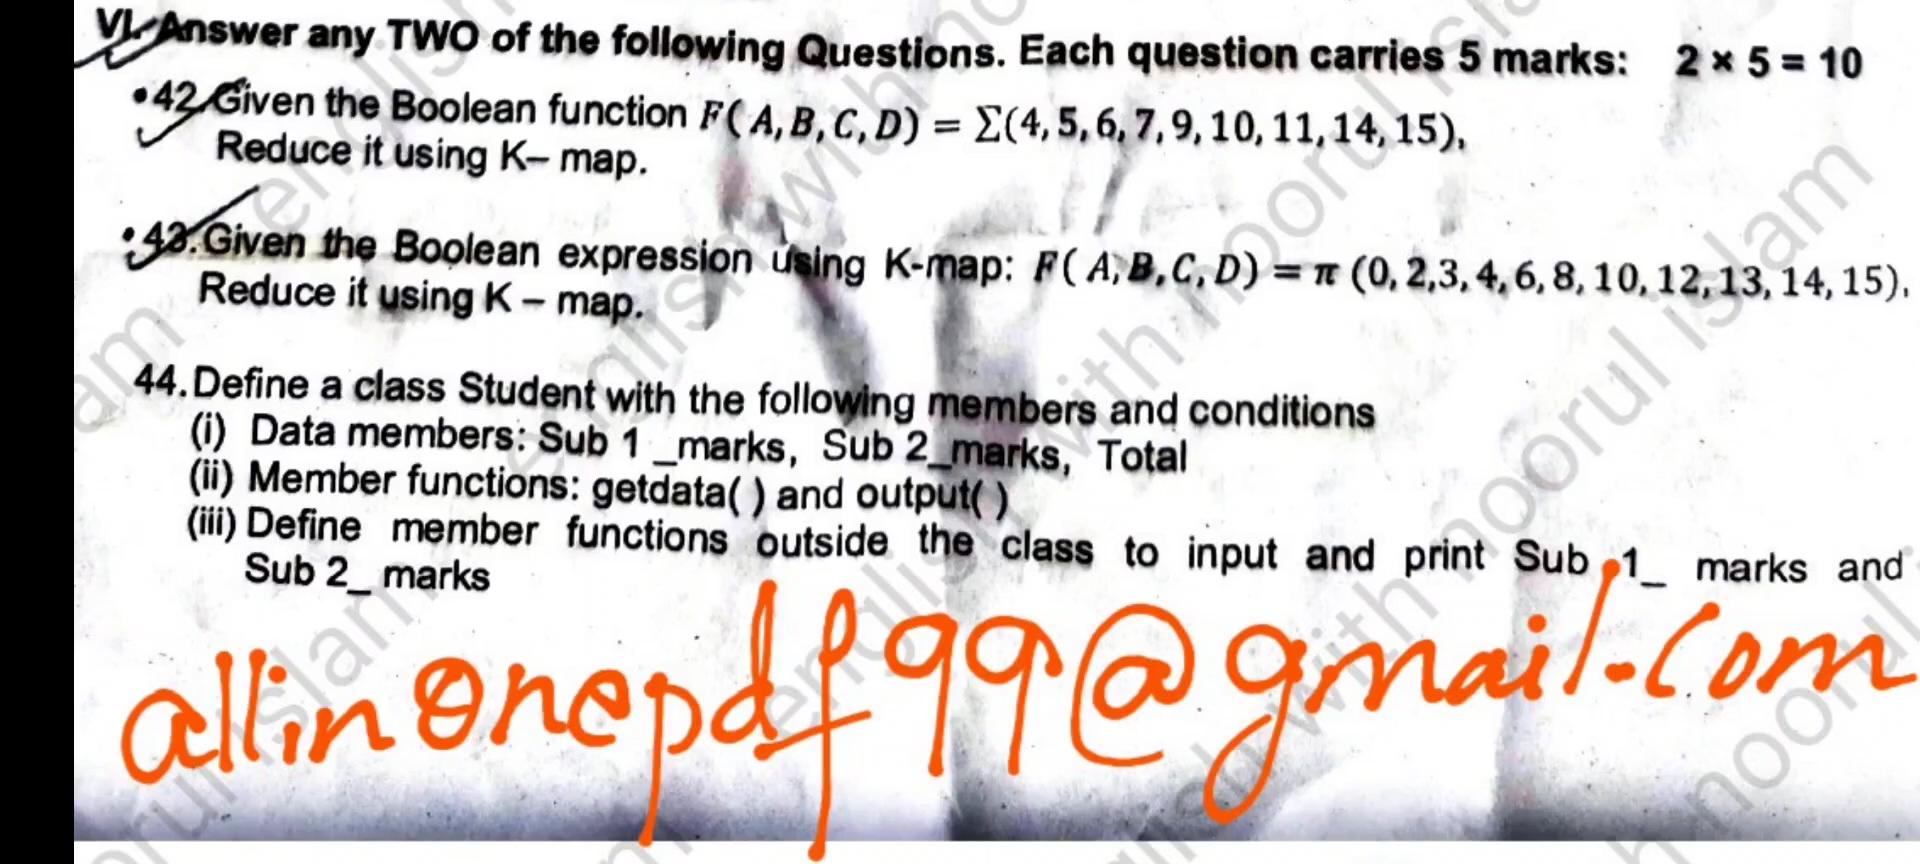 VI. Answer any TWO of the following Questions. Each question carries 5 marks: 2 × 5 = 10
•42. Given the Boolean function F( A, B, C, D) = Σ(4, 5, 6, 7, 9, 10, 11, 14, 15),
Reduce it using K– map.
•43. Given the Boolean expression using K-map: F( A, B, C, D) = π (0, 2,3, 4, 6, 8, 10, 12, 13, 14, 15),
Reduce it using K – map.
44. Define a class Student with the following members and conditions
(i) Data members: Sub 1 _marks, Sub 2_marks, Total
(ii) Member functions: getdata( ) and output( )
(iii) Define member functions outside the class to input and print Sub 1_ marks and
Sub 2_ marks
allinonepdf99@gmail.com
english with noorul islam